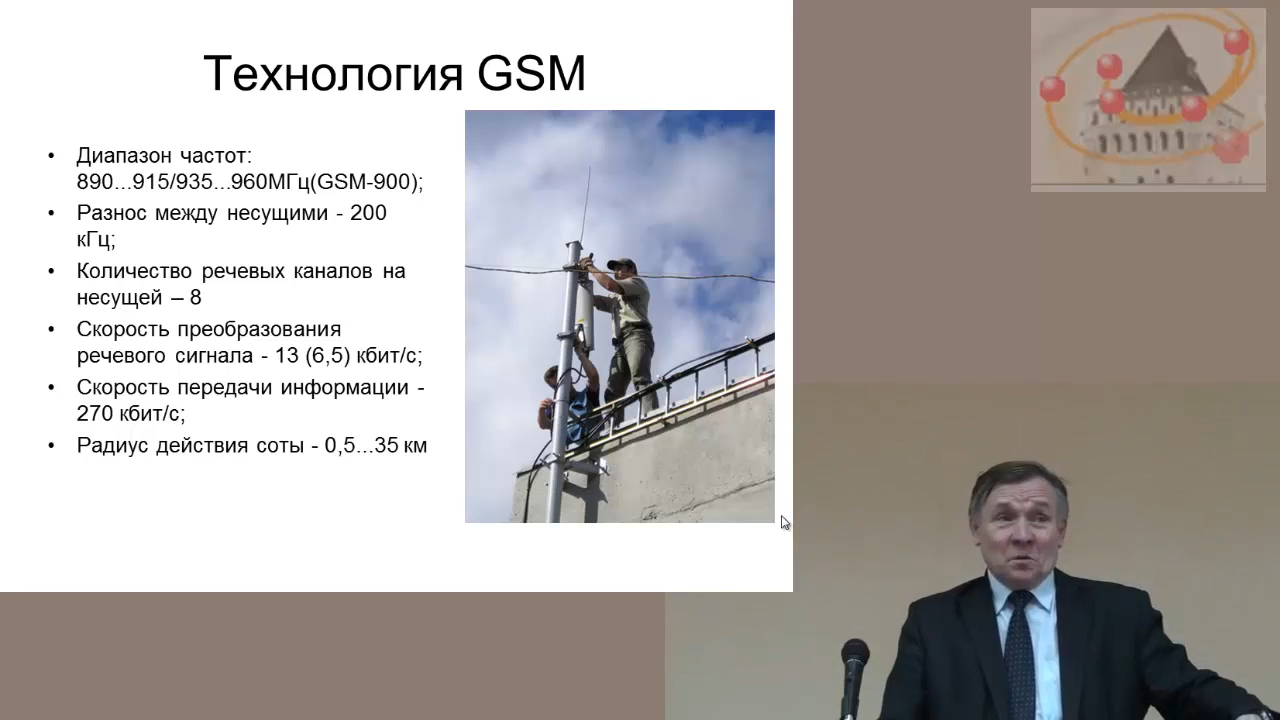 Технология GSM
• Диапазон частот:
890...915/935...960МГц(GSM-900);
• Разнос между несущими - 200
кГц;
• Количество речевых каналов на
несущей – 8
• Скорость преобразования
речевого сигнала - 13 (6,5) кбит/с;
• Скорость передачи информации -
270 кбит/с;
• Радиус действия соты - 0,5...35 км